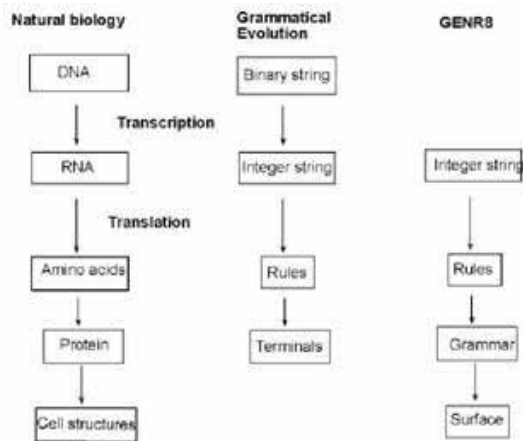 Natural biology
Grammatical
Evolution
GENR8
DNA
Binary string
Transcription
RNA
Integer string
Integer string
Translation
Amino acids
Rules
Rules
Protein
Terminals
Grammar
Cell structures
Surface